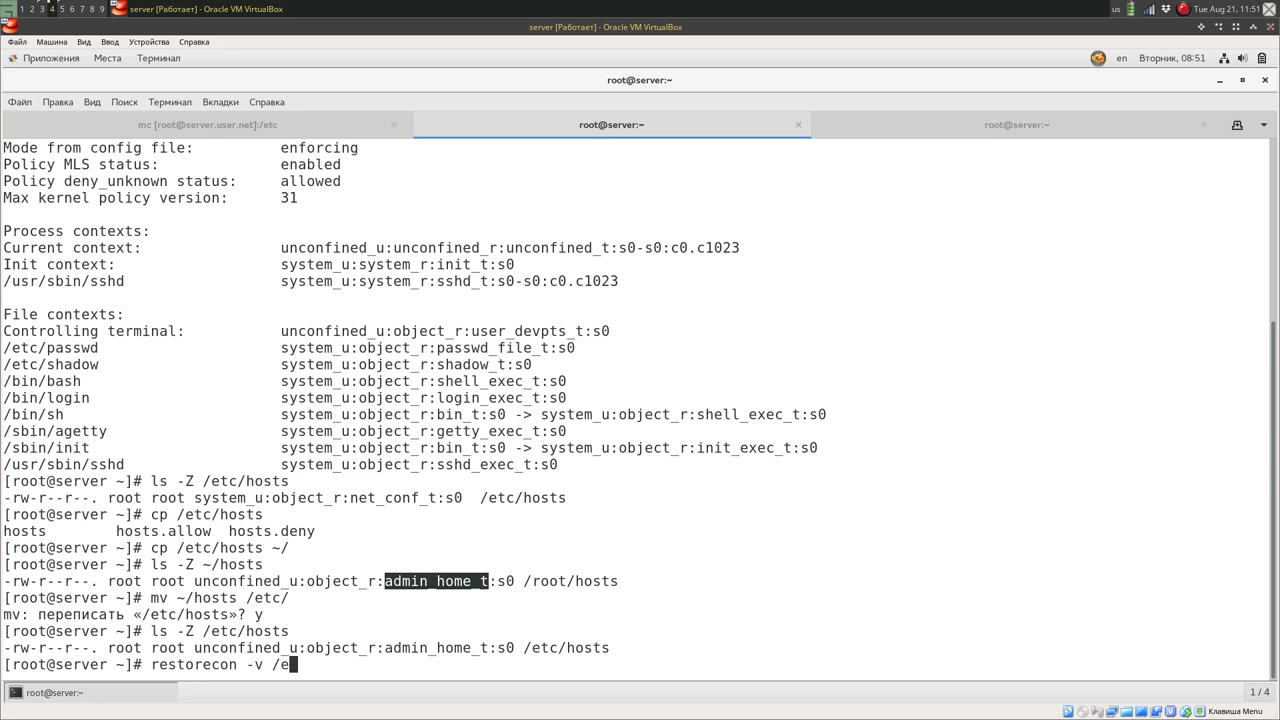 1 2 3 4 5 6 7 8 9 server [Работает] - Oracle VM VirtualBox us Tue Aug 21, 11:51
server [Работает] - Oracle VM VirtualBox
Файл Машина Вид Ввод Устройства Справка
Приложения Места Терминал en Вторник, 08:51
root@server:~
Файл Правка Вид Поиск Терминал Вкладки Справка
mc [root@server.user.net]:/etc root@server:~ root@server:~
Mode from config file: enforcing
Policy MLS status: enabled
Policy deny_unknown status: allowed
Max kernel policy version: 31
Process contexts:
Current context: unconfined_u:unconfined_r:unconfined_t:s0-s0:c0.c1023
Init context: system_u:system_r:init_t:s0
/usr/sbin/sshd system_u:system_r:sshd_t:s0-s0:c0.c1023
File contexts:
Controlling terminal: unconfined_u:object_r:user_devpts_t:s0
/etc/passwd system_u:object_r:passwd_file_t:s0
/etc/shadow system_u:object_r:shadow_t:s0
/bin/bash system_u:object_r:shell_exec_t:s0
/bin/login system_u:object_r:login_exec_t:s0
/bin/sh system_u:object_r:bin_t:s0 -> system_u:object_r:shell_exec_t:s0
/sbin/agetty system_u:object_r:getty_exec_t:s0
/sbin/init system_u:object_r:bin_t:s0 -> system_u:object_r:init_exec_t:s0
/usr/sbin/sshd system_u:object_r:sshd_exec_t:s0
[root@server ~]# ls -Z /etc/hosts
-rw-r--r--. root root system_u:object_r:net_conf_t:s0 /etc/hosts
[root@server ~]# cp /etc/hosts
hosts hosts.allow hosts.deny
[root@server ~]# cp /etc/hosts ~/
[root@server ~]# ls -Z ~/hosts
-rw-r--r--. root root unconfined_u:object_r:admin_home_t:s0 /root/hosts
[root@server ~]# mv ~/hosts /etc/
mv: переписать «/etc/hosts»? y
[root@server ~]# ls -Z /etc/hosts
-rw-r--r--. root root unconfined_u:object_r:admin_home_t:s0 /etc/hosts
[root@server ~]# restorecon -v /e
root@server:~ 1 / 4
Клавиша Menu